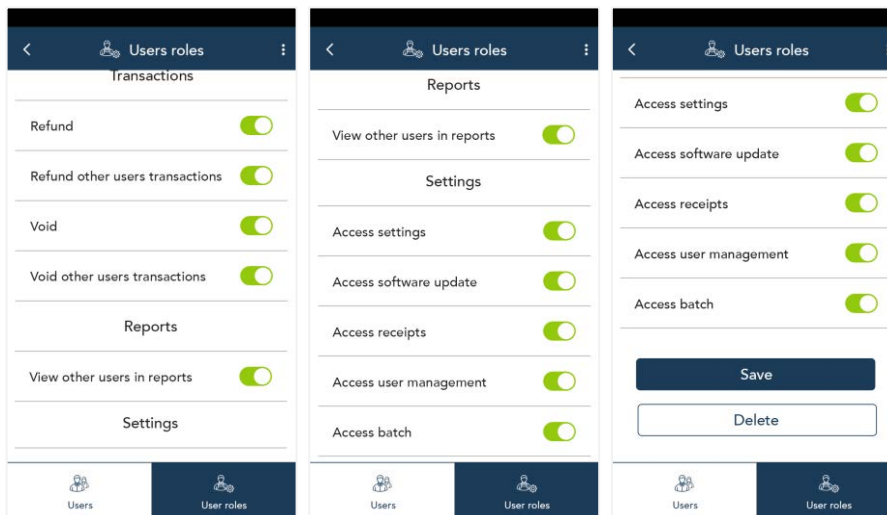 Users roles
Transactions
Refund
Refund other users transactions
Void
Void other users transactions
Reports
View other users in reports
Settings
Users
User roles
Users roles
Reports
View other users in reports
Settings
Access settings
Access software update
Access receipts
Access user management
Access batch
Users
User roles
Users roles
Access settings
Access software update
Access receipts
Access user management
Access batch
Save
Delete
Users
User roles